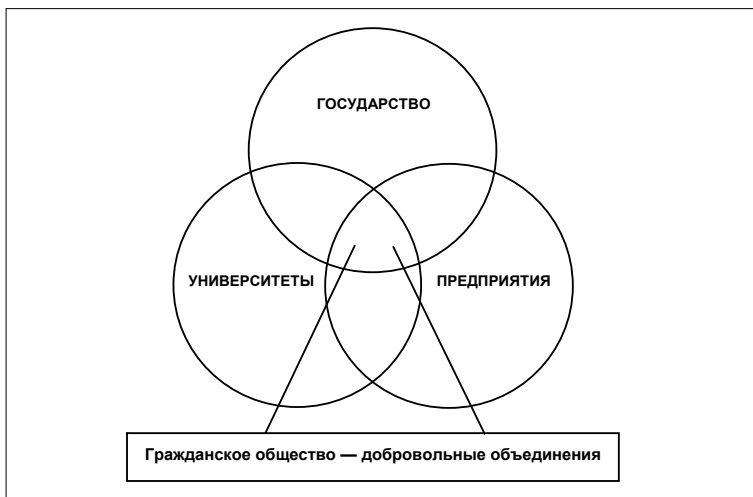 ГОСУДАРСТВО
УНИВЕРСИТЕТЫ
ПРЕДПРИЯТИЯ
Гражданское общество — добровольные объединения